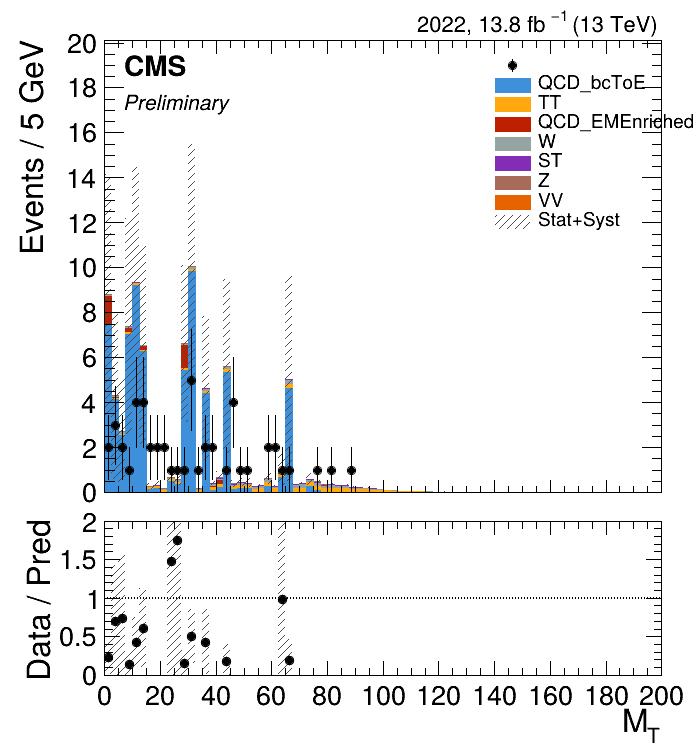 2022, 13.8 fb⁻¹ (13 TeV)
CMS
Preliminary
Events / 5 GeV
20
18
16
14
12
10
8
6
4
2
0
QCD_bcToE
TT
QCD_EMEnriched
W
ST
Z
VV
Stat+Syst
Data / Pred
2
1.5
1
0.5
0
0 20 40 60 80 100 120 140 160 180 200
M_T